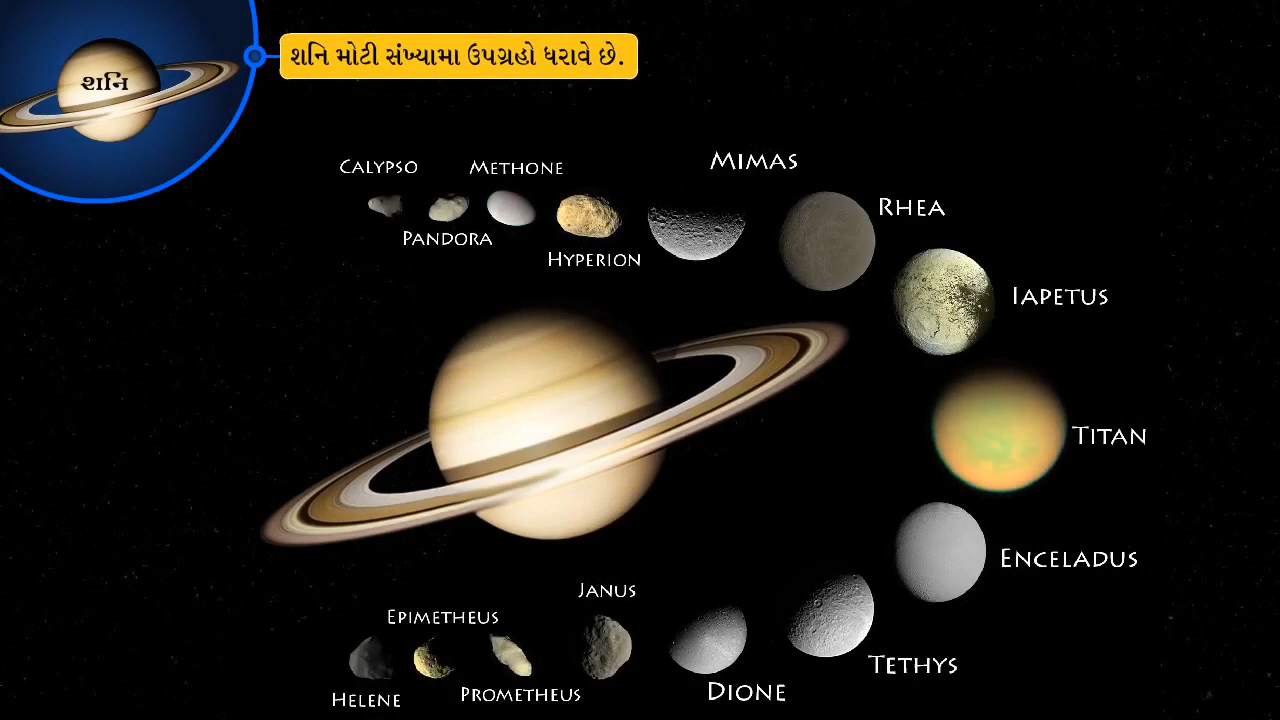 શનિ
શનિ મોટી સંખ્યામા ઉપગ્રહો ધરાવે છે.
CALYPSO
METHONE
MIMAS
PANDORA
HYPERION
RHEA
IAPETUS
TITAN
ENCELADUS
TETHYS
DIONE
JANUS
EPIMETHEUS
PROMETHEUS
HELENE